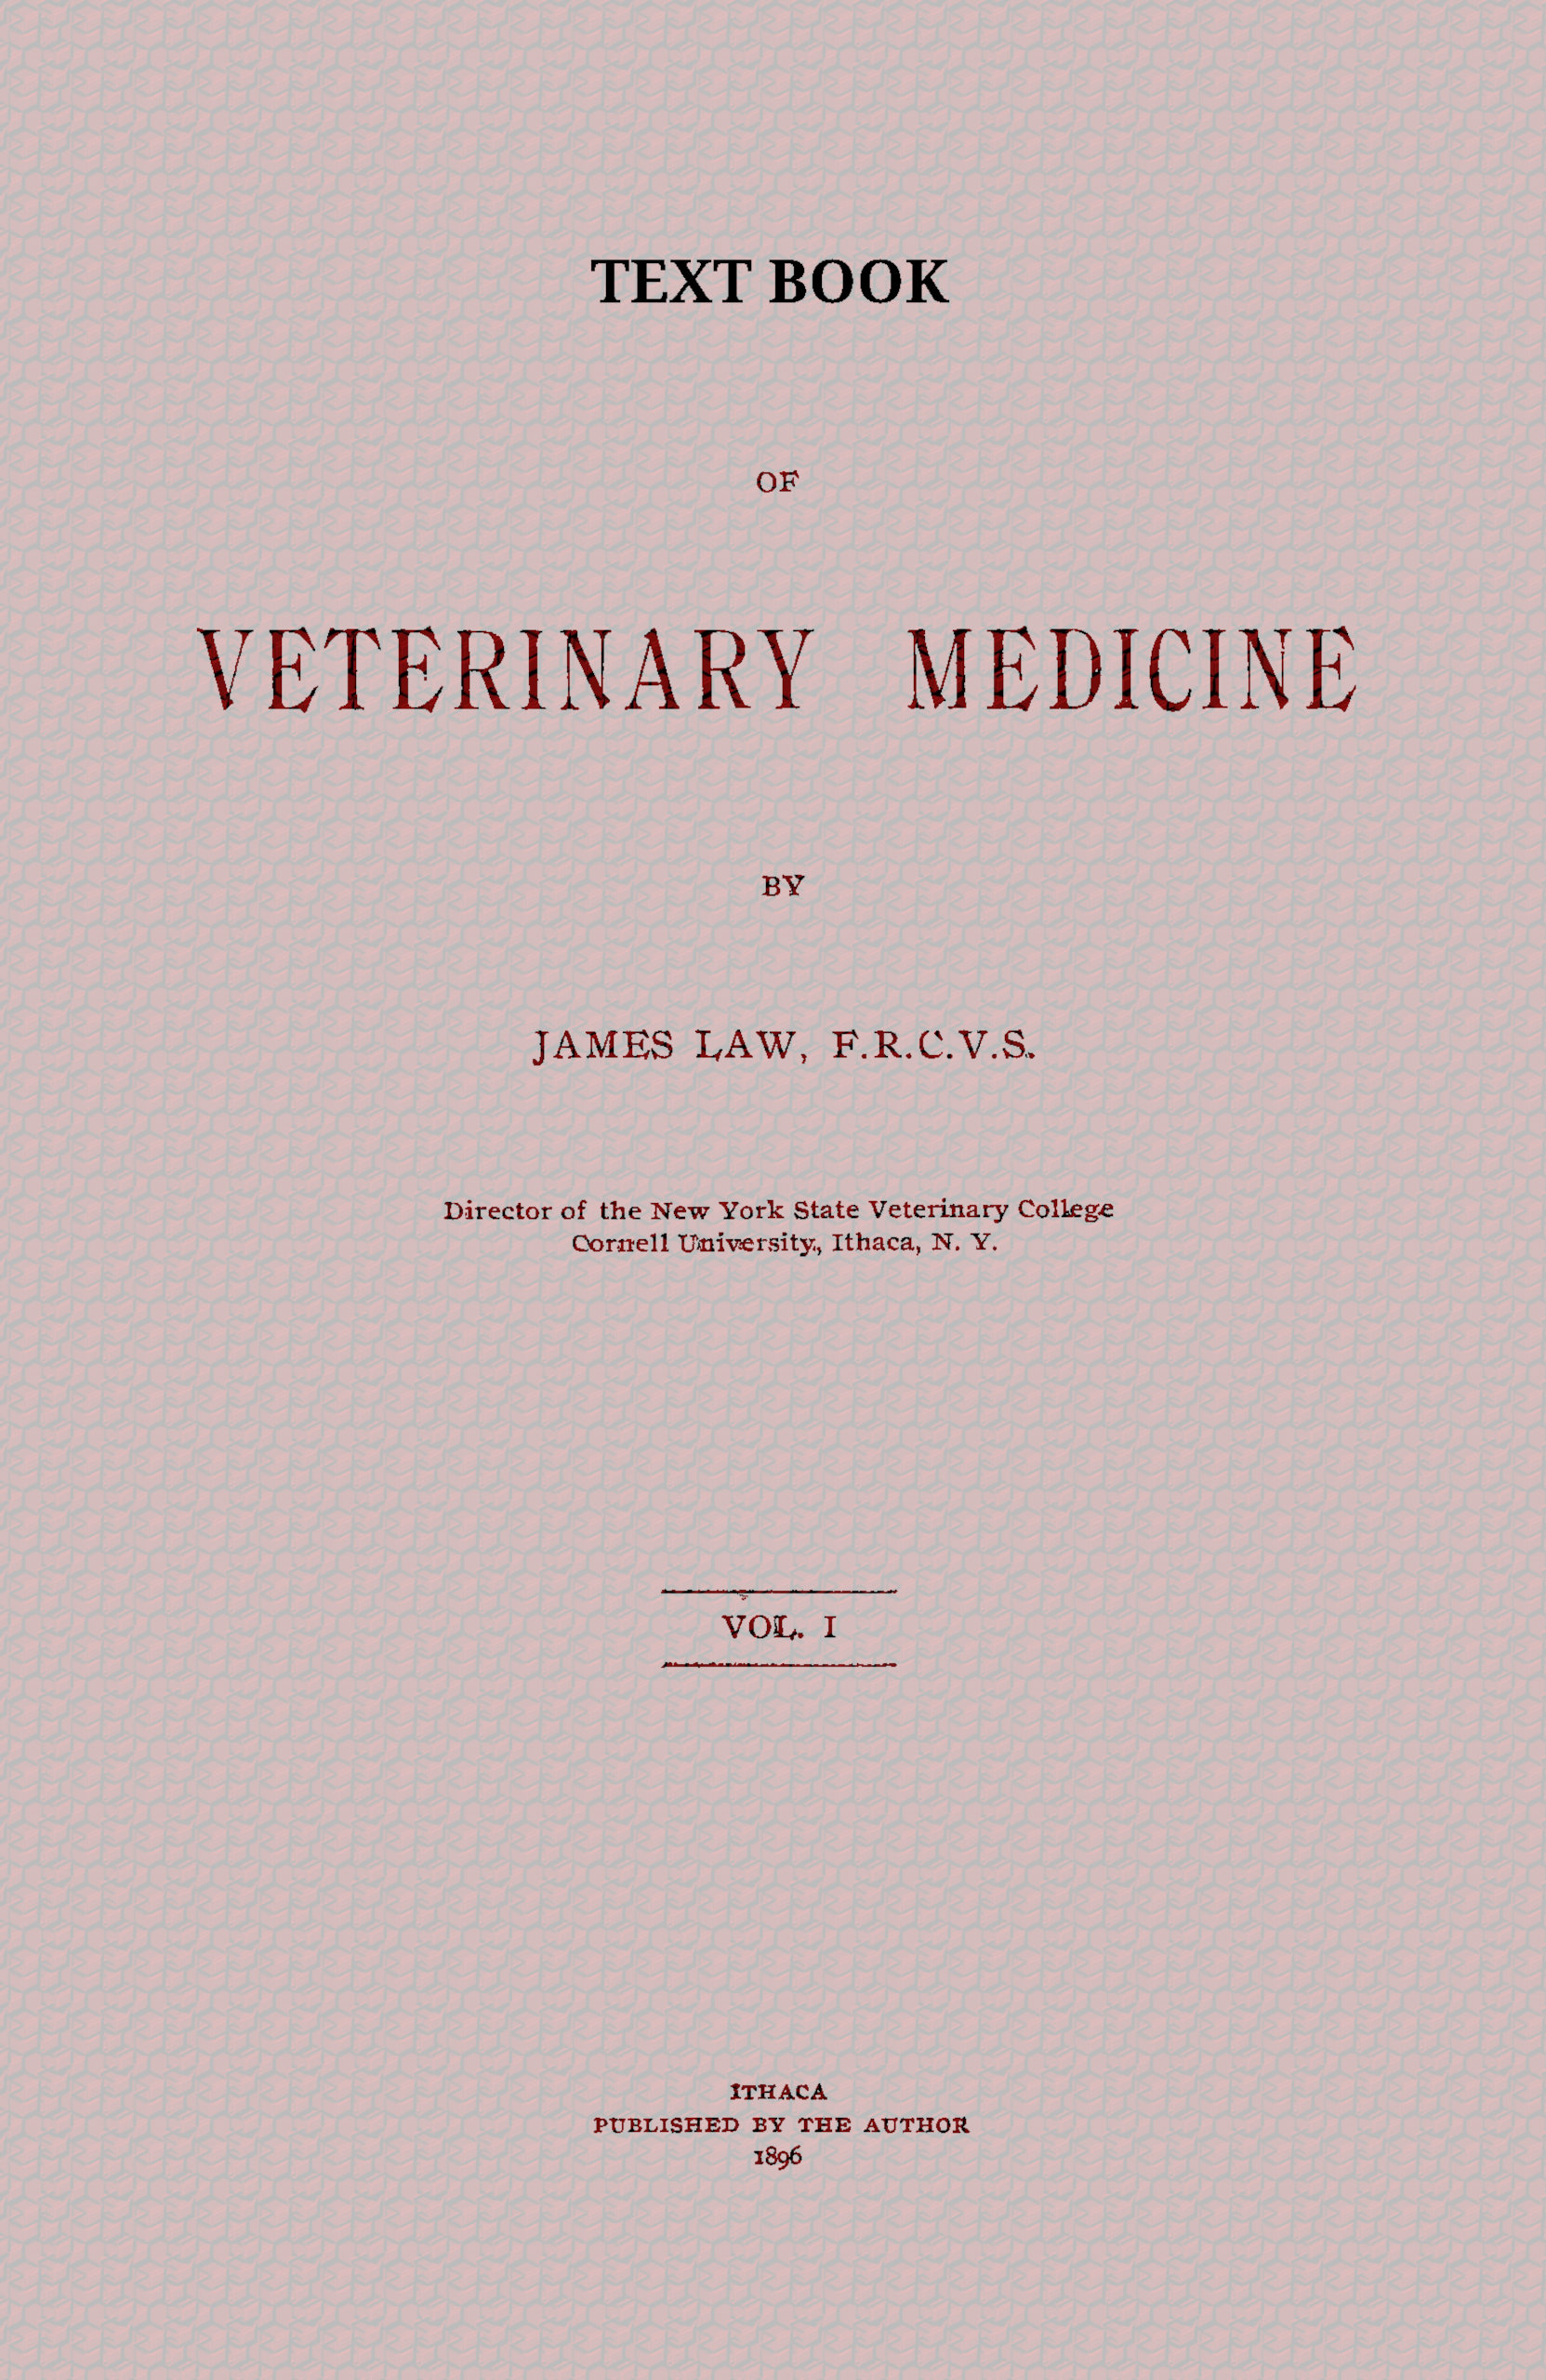 TEXT BOOK
OF
VETERINARY MEDICINE
BY
JAMES LAW, F.R.C.V.S.
Director of the New York State Veterinary College
Cornell University, Ithaca, N. Y.
VOL. I
ITHACA
PUBLISHED BY THE AUTHOR
1896